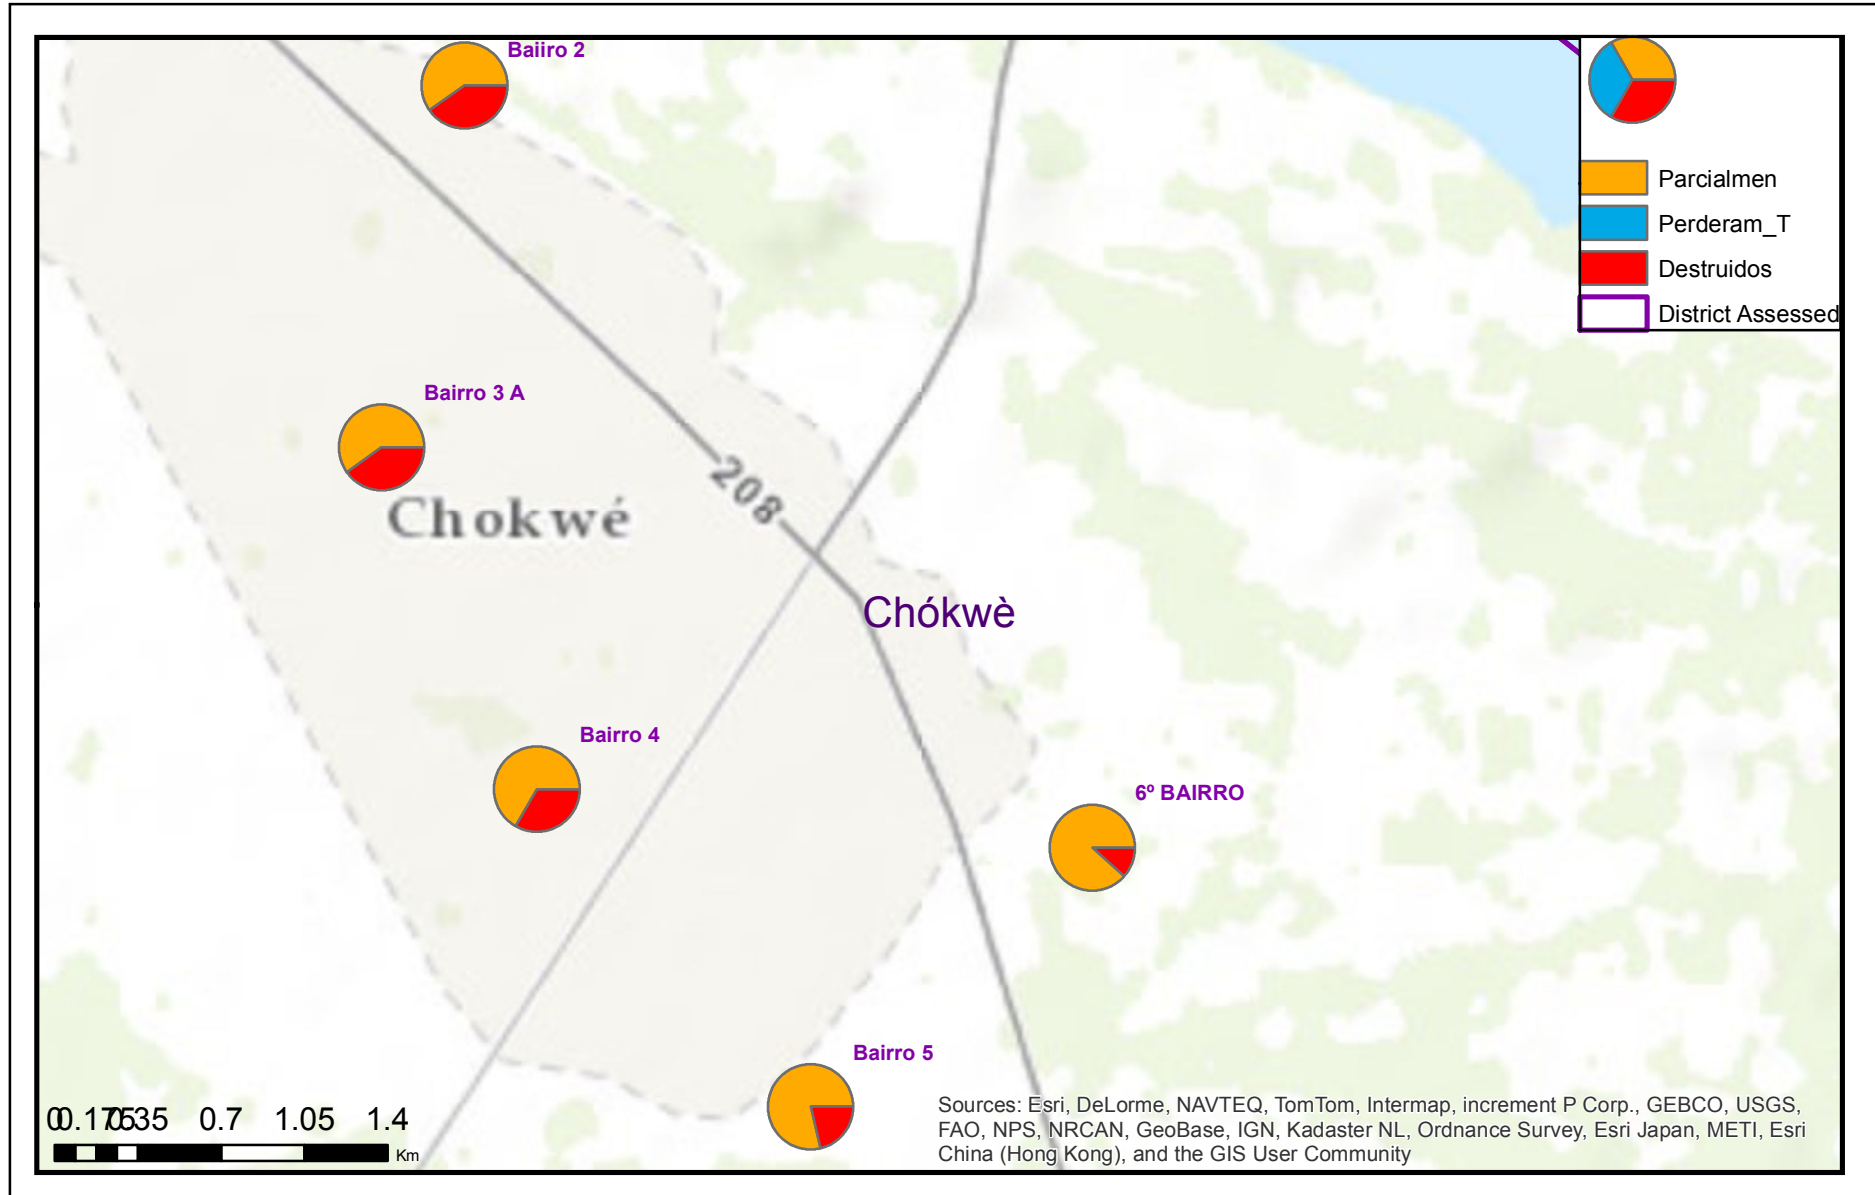 Baiiro 2
Parcialmen
Perderam_T
Destruidos
District Assessed
Bairro 3 A
208
Chokwé
Chókwè
Bairro 4
6º BAIRRO
Bairro 5
0 0.175 0.35 0.7 1.05 1.4
Km
Sources: Esri, DeLorme, NAVTEQ, TomTom, Intermap, increment P Corp., GEBCO, USGS,
FAO, NPS, NRCAN, GeoBase, IGN, Kadaster NL, Ordnance Survey, Esri Japan, METI, Esri
China (Hong Kong), and the GIS User Community